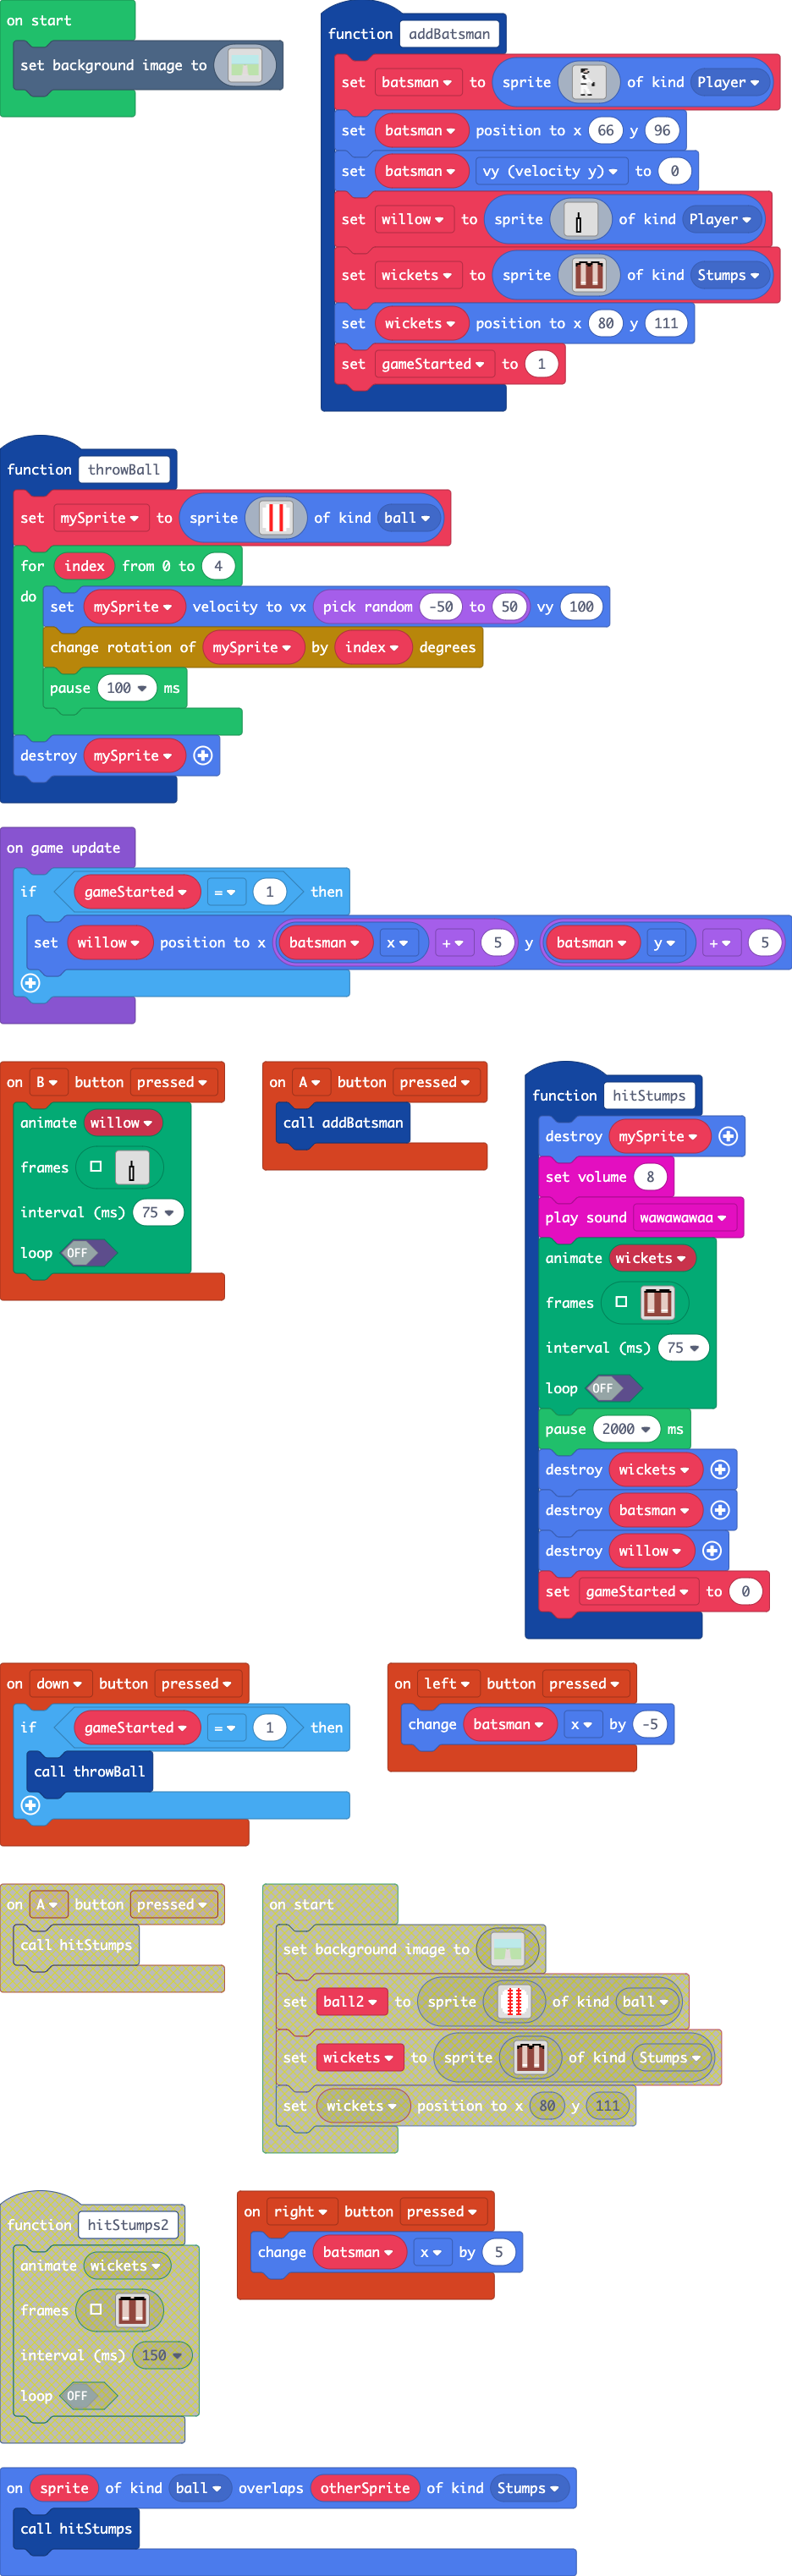 on start
set background image to
function addBatsman
set batsman to sprite of kind Player
set batsman position to x 66 y 96
set batsman vy (velocity y) to 0
set willow to sprite of kind Player
set wickets to sprite of kind Stumps
set wickets position to x 80 y 111
set gameStarted to 1
function throwBall
set mySprite to sprite of kind ball
for index from 0 to 4
do
set mySprite velocity to vx pick random -50 to 50 vy 100
change rotation of mySprite by index degrees
pause 100 ms
destroy mySprite
on game update
if gameStarted = 1 then
set willow position to x batsman x + 5 y batsman y + 5
on B button pressed
animate willow
frames
interval (ms) 75
loop OFF
on A button pressed
call addBatsman
function hitStumps
destroy mySprite
set volume 8
play sound wawawawaa
animate wickets
frames
interval (ms) 75
loop OFF
pause 2000 ms
destroy wickets
destroy batsman
destroy willow
set gameStarted to 0
on down button pressed
if gameStarted = 1 then
call throwBall
on left button pressed
change batsman x by -5
on A button pressed
call hitStumps
on start
set background image to
set ball2 to sprite of kind ball
set wickets to sprite of kind Stumps
set wickets position to x 80 y 111
function hitStumps2
animate wickets
frames
interval (ms) 150
loop OFF
on right button pressed
change batsman x by 5
on sprite of kind ball overlaps otherSprite of kind Stumps
call hitStumps